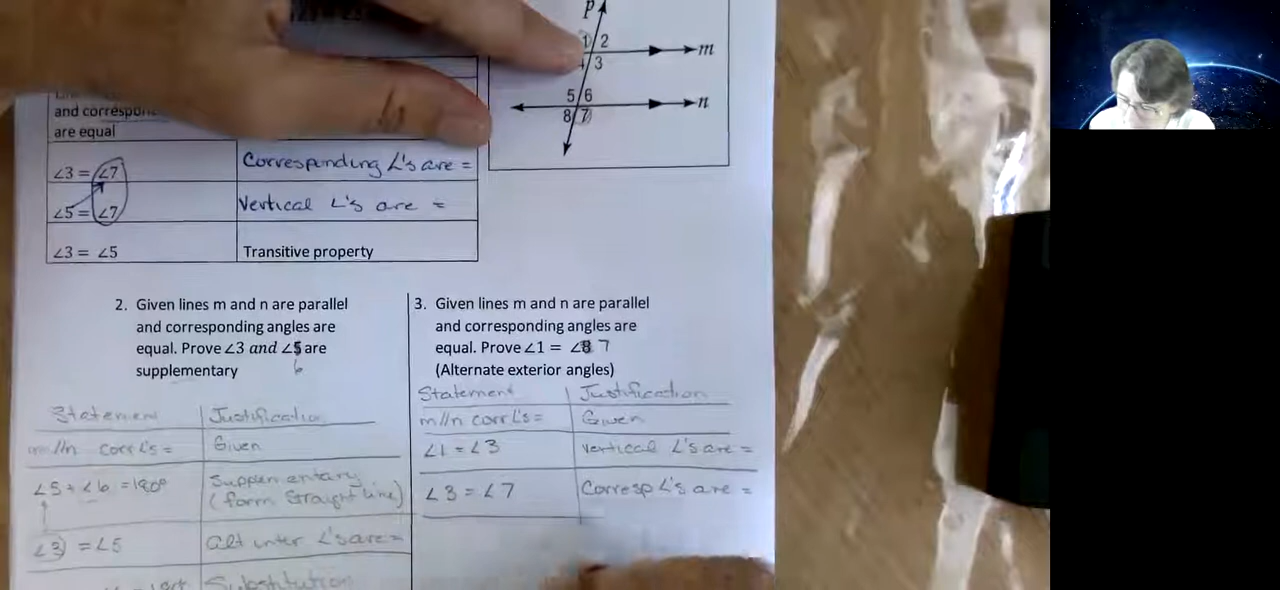 P
1 2
m
3
5 6
n
8 7
and correspon
are equal
∠3 = ∠7
Corresponding ∠'s are =
∠5 = ∠7
Vertical ∠'s are =
∠3 = ∠5
Transitive property
2. Given lines m and n are parallel
and corresponding angles are
equal. Prove ∠3 and ∠5 are
supplementary 6
Statement Justification
m//n corr ∠'s = Given
∠5 + ∠6 = 180° Supplementary
(form straight line)
∠3 = ∠5 alt inter ∠'s are =
Substitution
3. Given lines m and n are parallel
and corresponding angles are
equal. Prove ∠1 = ∠8 7
(Alternate exterior angles)
Statement Justification
m//n corr ∠'s = Given
∠1 = ∠3 Vertical ∠'s are =
∠3 = ∠7 Corresp ∠'s are =